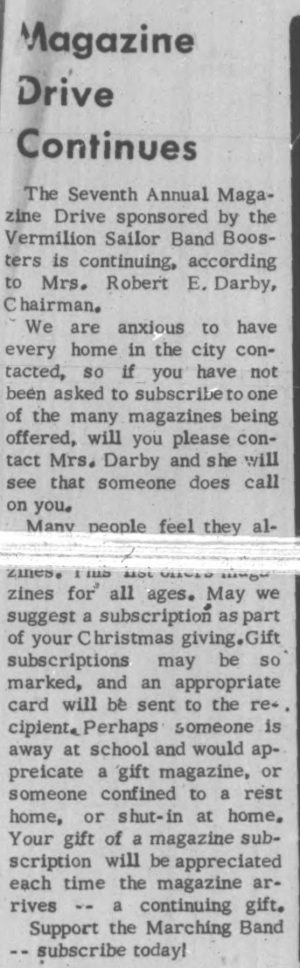 Magazine
Drive
Continues
The Seventh Annual Maga-
zine Drive sponsored by the
Vermilion Sailor Band Boos-
ters is continuing, according
to Mrs. Robert E. Darby,
Chairman.
We are anxious to have
every home in the city con-
tacted, so if you have not
been asked to subscribe to one
of the many magazines being
offered, will you please con-
tact Mrs. Darby and she will
see that someone does call
on you.
Many people feel they al-
zines. This list offers maga-
zines for all ages. May we
suggest a subscription as part
of your Christmas giving. Gift
subscriptions may be so
marked, and an appropriate
card will be sent to the re-
cipient. Perhaps someone is
away at school and would ap-
preicate a gift magazine, or
someone confined to a rest
home, or shut-in at home.
Your gift of a magazine sub-
scription will be appreciated
each time the magazine ar-
rives -- a continuing gift.
Support the Marching Band
-- subscribe today!